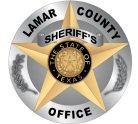 LAMAR COUNTY
SHERIFF'S
THE STATE OF
TEXAS
OFFICE